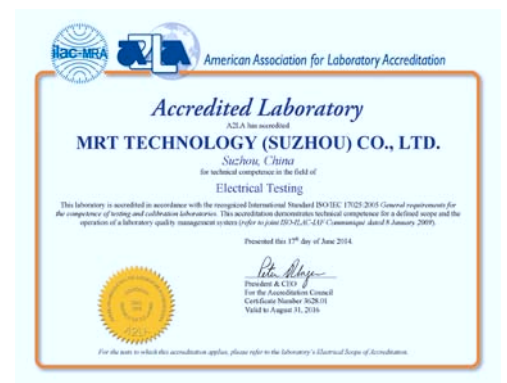 ilac-MRA
A2LA
American Association for Laboratory Accreditation
Accredited Laboratory
A2LA has accredited
MRT TECHNOLOGY (SUZHOU) CO., LTD.
Suzhou, China
for technical competence in the field of
Electrical Testing
This laboratory is accredited in accordance with the recognized International Standard ISO/IEC 17025:2005 General requirements for
the competence of testing and calibration laboratories. This accreditation demonstrates technical competence for a defined scope and the
operation of a laboratory quality management system (refer to joint ISO-ILAC-IAF Communiqué dated 8 January 2009).
Presented this 17th day of June 2014.
President & CEO
For the Accreditation Council
Certificate Number 3628.01
Valid to August 31, 2016
A2LA
For the tests to which this accreditation applies, please refer to the laboratory's Electrical Scope of Accreditation.